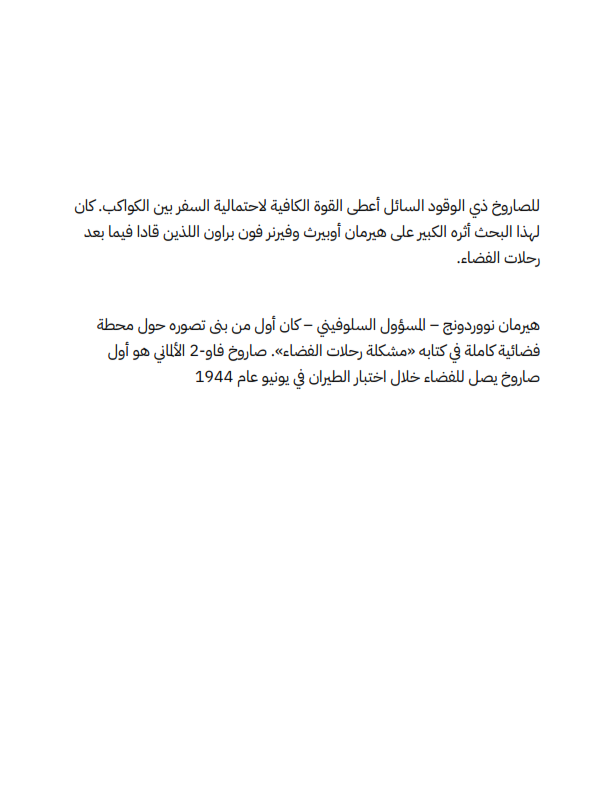 للصاروخ ذي الوقود السائل أعطى القوة الكافية لاحتمالية السفر بين الكواكب. كان
لهذا البحث أثره الكبير على هيرمان أوبيرث وفيرنر فون براون اللذين قادا فيما بعد
رحلات الفضاء.
هيرمان نووردونج – المسؤول السلوفيني – كان أول من بنى تصوره حول محطة
فضائية كاملة في كتابه «مشكلة رحلات الفضاء». صاروخ فاو-2 الألماني هو أول
صاروخ يصل للفضاء خلال اختبار الطيران في يونيو عام 1944